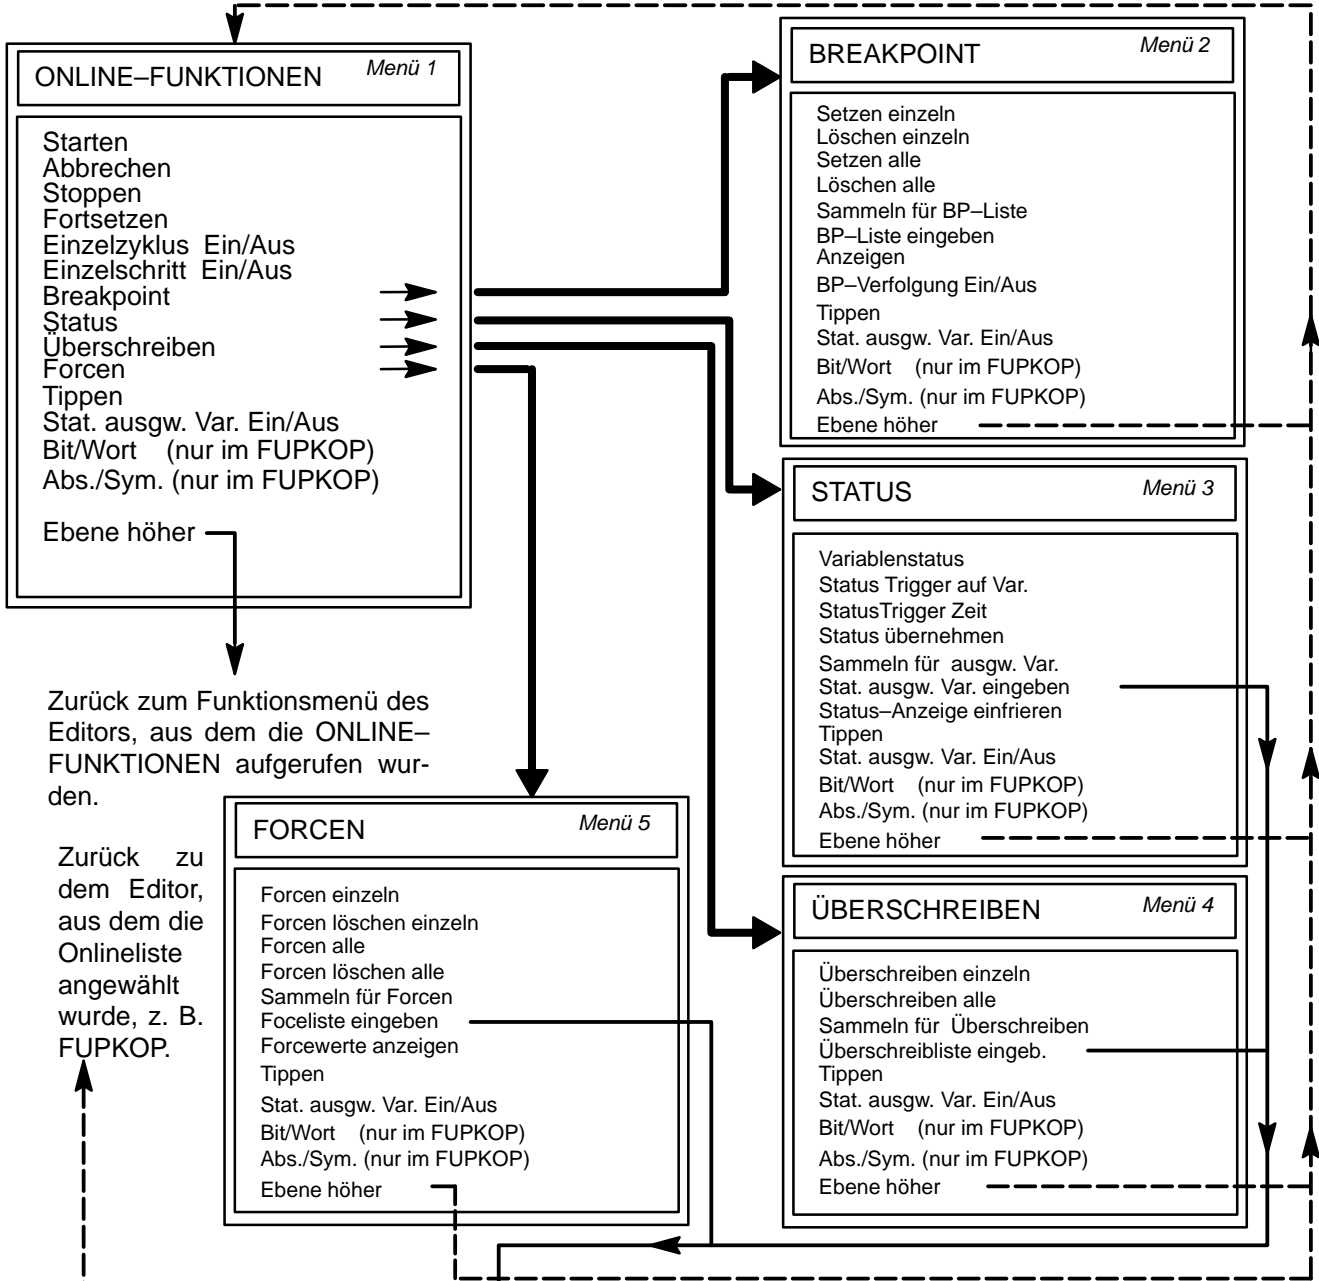 ONLINE–FUNKTIONEN Menü 1
Starten
Abbrechen
Stoppen
Fortsetzen
Einzelzyklus Ein/Aus
Einzelschritt Ein/Aus
Breakpoint
Status
Überschreiben
Forcen
Tippen
Stat. ausgw. Var. Ein/Aus
Bit/Wort (nur im FUPKOP)
Abs./Sym. (nur im FUPKOP)
Ebene höher
Zurück zum Funktionsmenü des
Editors, aus dem die ONLINE–
FUNKTIONEN aufgerufen wur-
den.
BREAKPOINT Menü 2
Setzen einzeln
Löschen einzeln
Setzen alle
Löschen alle
Sammeln für BP–Liste
BP–Liste eingeben
Anzeigen
BP–Verfolgung Ein/Aus
Tippen
Stat. ausgw. Var. Ein/Aus
Bit/Wort (nur im FUPKOP)
Abs./Sym. (nur im FUPKOP)
Ebene höher
STATUS Menü 3
Variablenstatus
Status Trigger auf Var.
StatusTrigger Zeit
Status übernehmen
Sammeln für ausgw. Var.
Stat. ausgw. Var. eingeben
Status–Anzeige einfrieren
Tippen
Stat. ausgw. Var. Ein/Aus
Bit/Wort (nur im FUPKOP)
Abs./Sym. (nur im FUPKOP)
Ebene höher
Zurück zu
dem Editor,
aus dem die
Onlineliste
angewählt
wurde, z. B.
FUPKOP.
FORCEN Menü 5
Forcen einzeln
Forcen löschen einzeln
Forcen alle
Forcen löschen alle
Sammeln für Forcen
Foceliste eingeben
Forcewerte anzeigen
Tippen
Stat. ausgw. Var. Ein/Aus
Bit/Wort (nur im FUPKOP)
Abs./Sym. (nur im FUPKOP)
Ebene höher
ÜBERSCHREIBEN Menü 4
Überschreiben einzeln
Überschreiben alle
Sammeln für Überschreiben
Überschreibliste eingeb.
Tippen
Stat. ausgw. Var. Ein/Aus
Bit/Wort (nur im FUPKOP)
Abs./Sym. (nur im FUPKOP)
Ebene höher